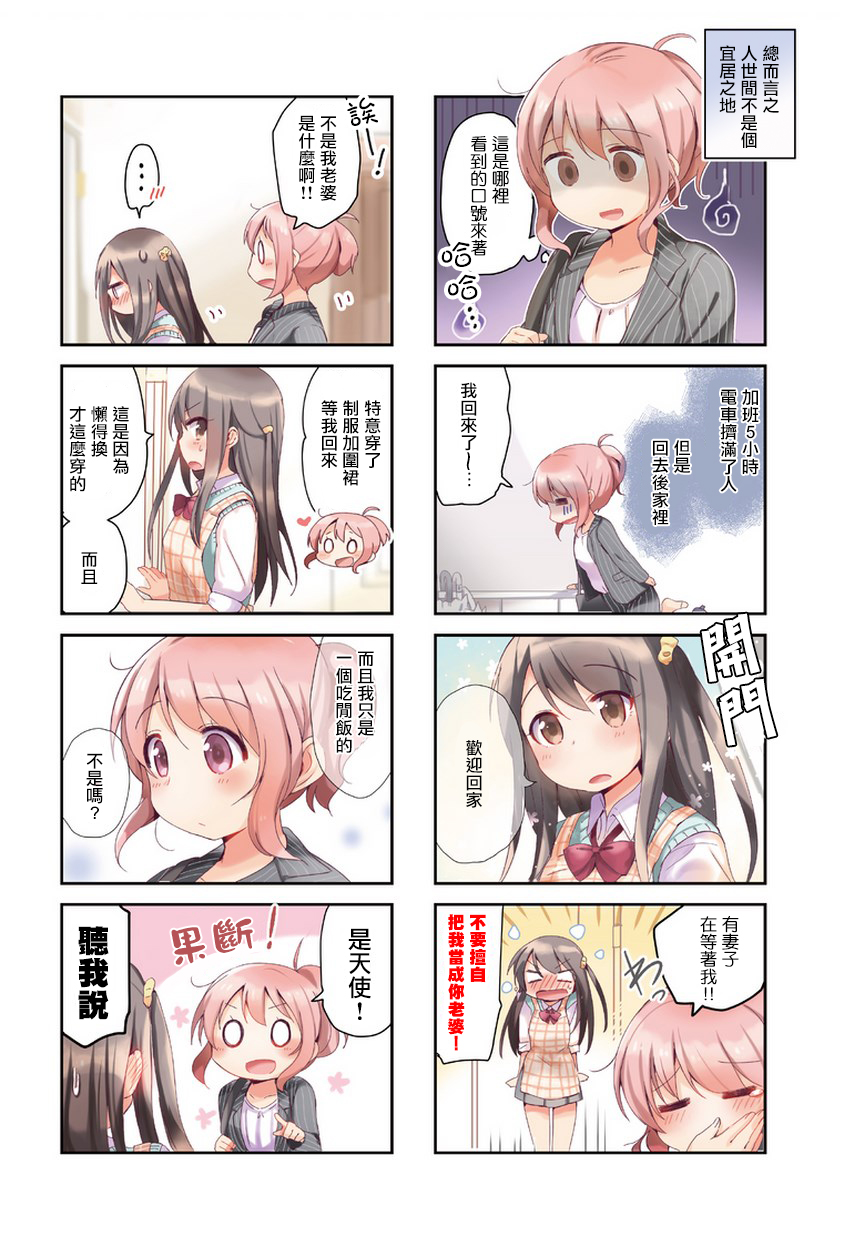 總而言之
人世間不是個
宜居之地
這是哪裡
看到的口號來著
哈
哈…
加班5小時
電車擠滿了人
但是
回去後家裡
我回來了～…
開門
歡迎回家
有妻子
在等著我!!
わっ
不要擅自
把我當成你老婆！
誒—！
不是我老婆
是什麼啊!!
…
特意穿了
制服加圍裙
等我回來
這是因為
懶得換
才這麼穿的
而且
而且我只是
一個吃閒飯的
不是嗎？
是天使！
果斷！
聽我說